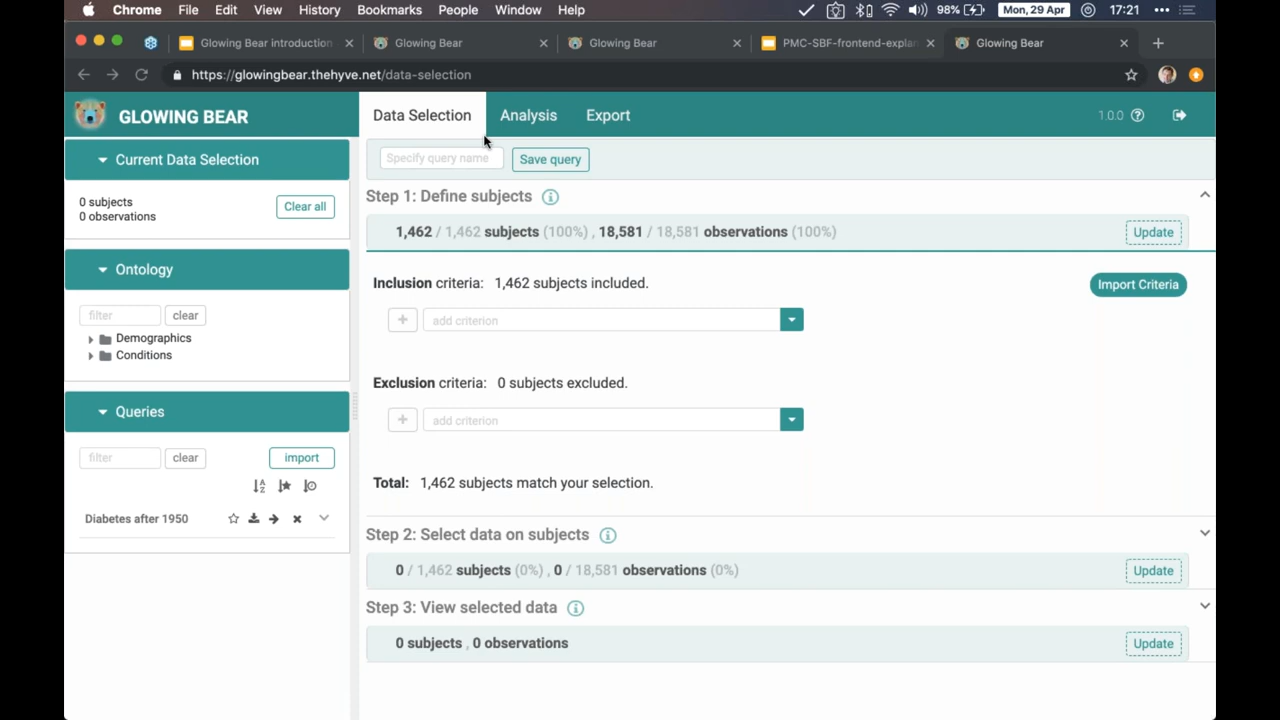 Chrome File Edit View History Bookmarks People Window Help 98% Mon, 29 Apr 17:21
Glowing Bear introduction Glowing Bear Glowing Bear PMC-SBF-frontend-explan Glowing Bear
https://glowingbear.thehyve.net/data-selection
GLOWING BEAR
Data Selection Analysis Export 1.0.0
Current Data Selection
0 subjects
0 observations
Clear all
Ontology
filter clear
Demographics
Conditions
Queries
filter clear import
Diabetes after 1950
Specify query name Save query
Step 1: Define subjects
1,462 / 1,462 subjects (100%) , 18,581 / 18,581 observations (100%) Update
Inclusion criteria: 1,462 subjects included. Import Criteria
+ add criterion
Exclusion criteria: 0 subjects excluded.
+ add criterion
Total: 1,462 subjects match your selection.
Step 2: Select data on subjects
0 / 1,462 subjects (0%) , 0 / 18,581 observations (0%) Update
Step 3: View selected data
0 subjects , 0 observations Update